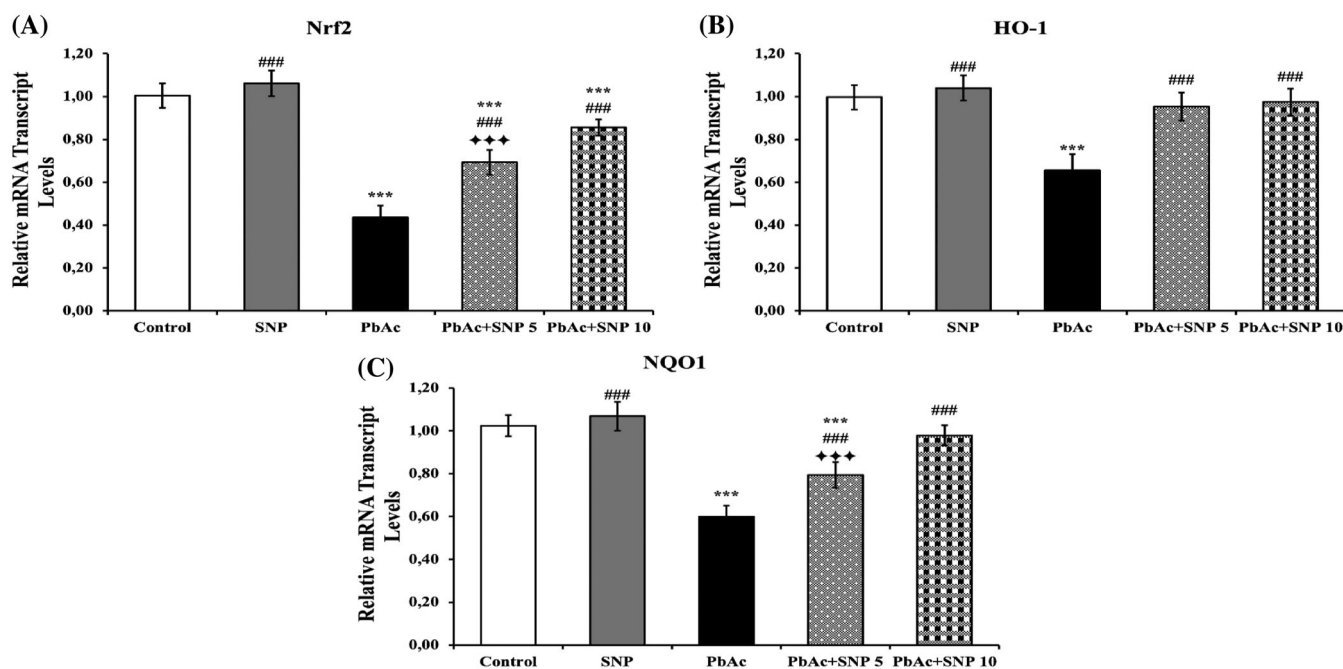 (A)
Nrf2
Relative mRNA Transcript
Levels
1,20
1,00
0,80
0,60
0,40
0,20
0,00
###
***
***
###
✦✦✦
***
###
Control
SNP
PbAc
PbAc+SNP 5
PbAc+SNP 10
(B)
HO-1
Relative mRNA Transcript
Levels
1,20
1,00
0,80
0,60
0,40
0,20
0,00
###
***
###
###
Control
SNP
PbAc
PbAc+SNP 5
PbAc+SNP 10
(C)
NQO1
Relative mRNA Transcript
Levels
1,20
1,00
0,80
0,60
0,40
0,20
0,00
###
***
***
###
✦✦✦
###
Control
SNP
PbAc
PbAc+SNP 5
PbAc+SNP 10